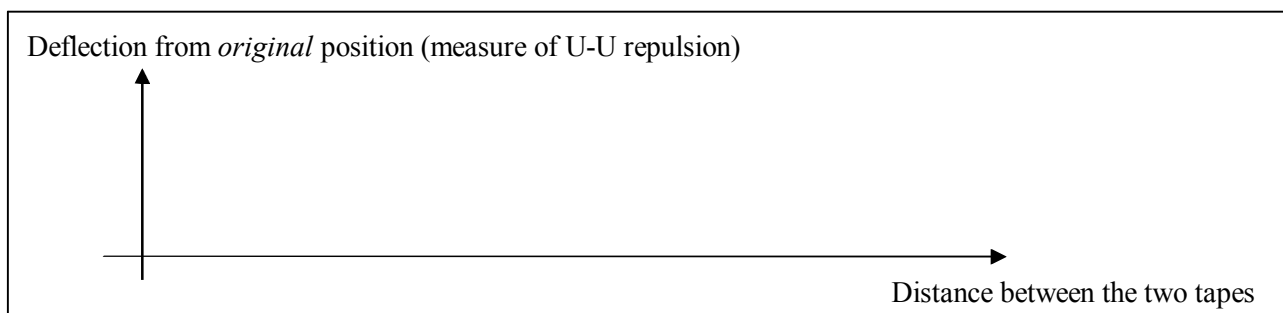 Deflection from original position (measure of U-U repulsion)
Distance between the two tapes